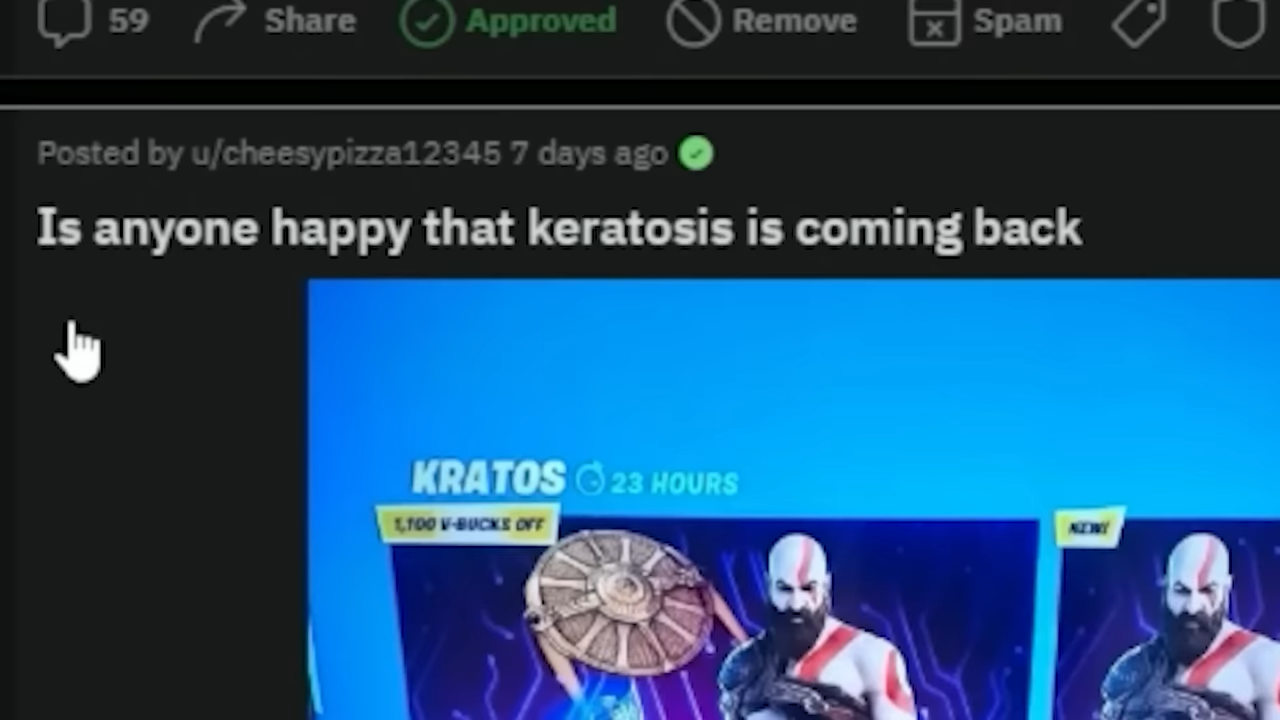 59 Share Approved Remove Spam
Posted by u/cheesypizza12345 7 days ago
Is anyone happy that keratosis is coming back
KRATOS 23 HOURS
1,100 V-BUCKS OFF
NEW!